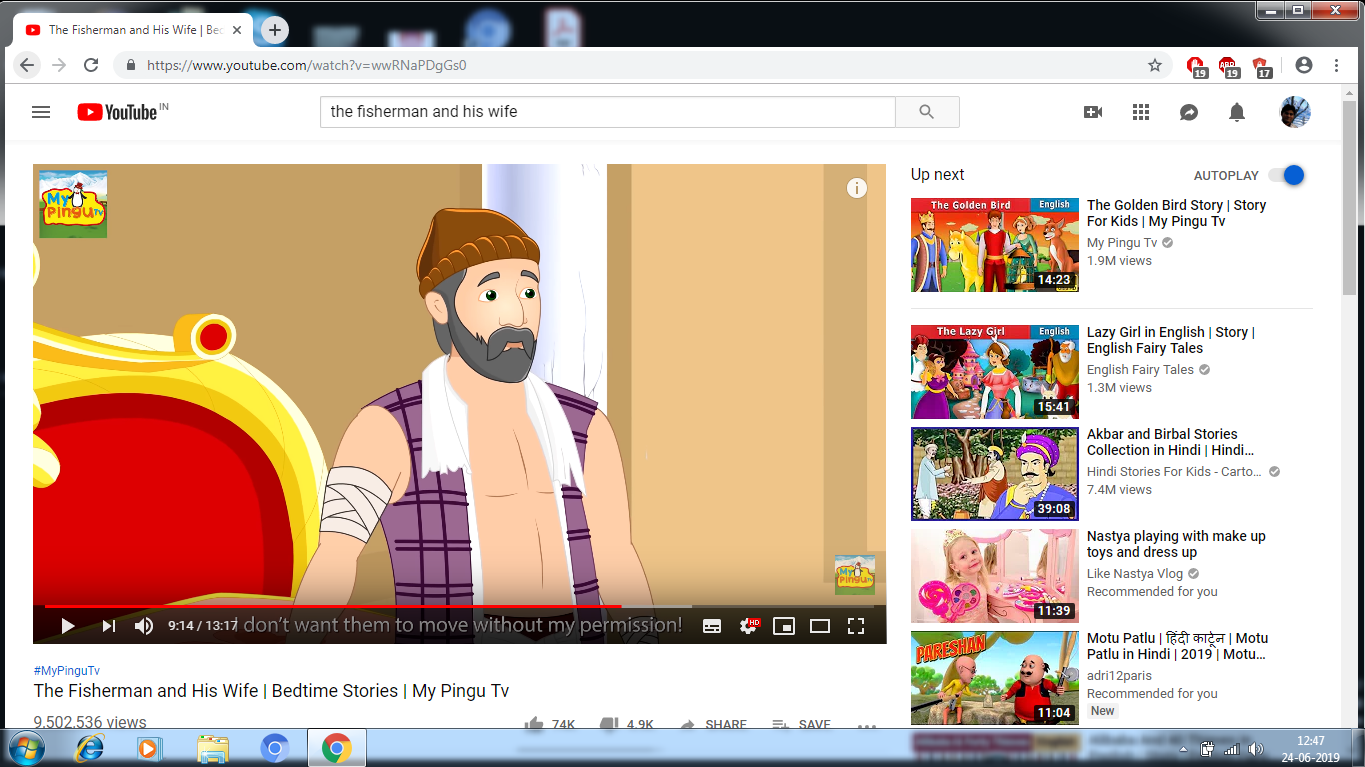 The Fisherman and His Wife | Bed
https://www.youtube.com/watch?v=wwRNaPDgGs0
19
19
17
YouTube IN
the fisherman and his wife
My
Pingu TV
i
My
Pingu TV
9:14 / 13:17
I don't want them to move without my permission!
HD
#MyPinguTv
The Fisherman and His Wife | Bedtime Stories | My Pingu Tv
9,502,536 views
74K
4.9K
SHARE
SAVE
Up next
AUTOPLAY
The Golden Bird
English
14:23
The Golden Bird Story | Story
For Kids | My Pingu Tv
My Pingu Tv
1.9M views
The Lazy Girl
English
15:41
Lazy Girl in English | Story |
English Fairy Tales
English Fairy Tales
1.3M views
39:08
Akbar and Birbal Stories
Collection in Hindi | Hindi...
Hindi Stories For Kids - Carto...
7.4M views
11:39
Nastya playing with make up
toys and dress up
Like Nastya Vlog
Recommended for you
PARESHAN
11:04
Motu Patlu | हिंदी कार्टून | Motu
Patlu in Hindi | 2019 | Motu...
adri12paris
Recommended for you
New
12:47
24-06-2019